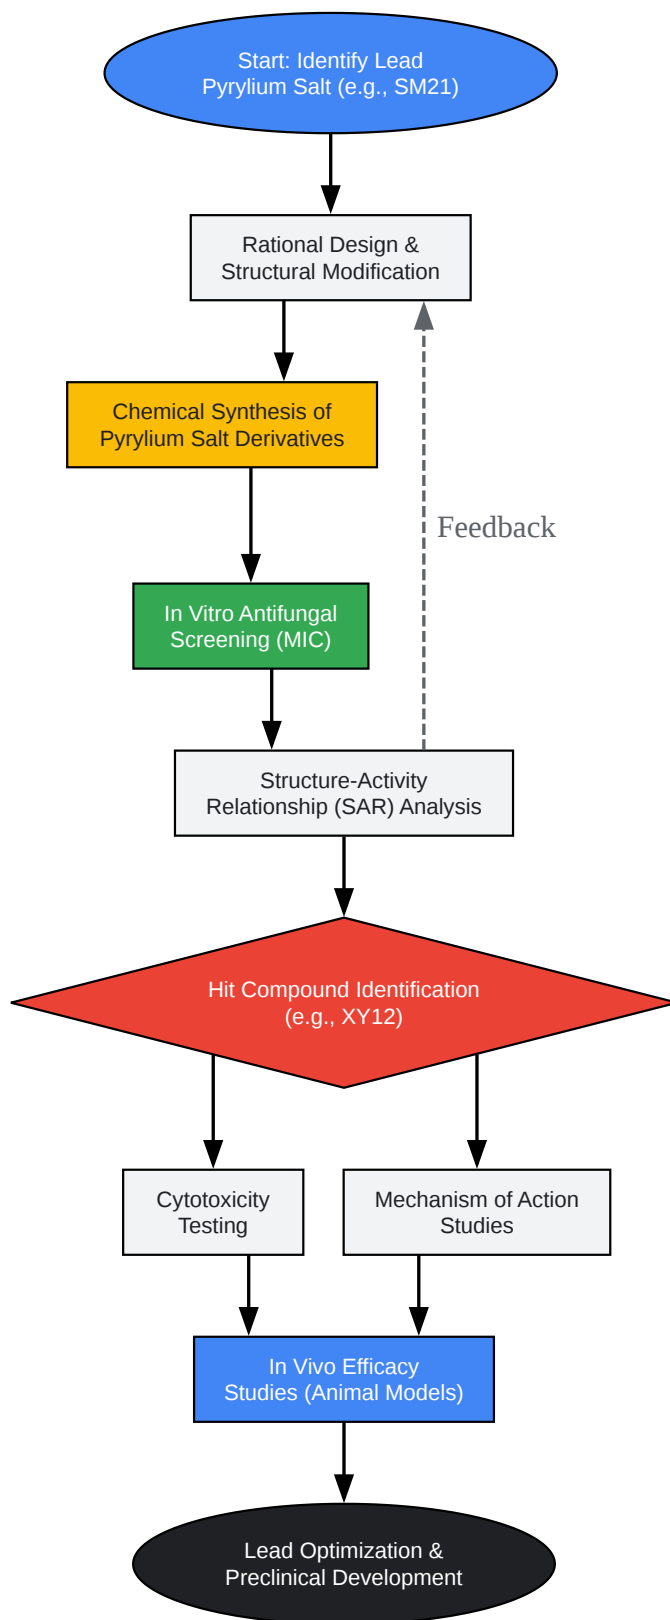 Start: Identify Lead
Pyrylium Salt (e.g., SM21)
Rational Design &
Structural Modification
Chemical Synthesis of
Pyrylium Salt Derivatives
Feedback
In Vitro Antifungal
Screening (MIC)
Structure-Activity
Relationship (SAR) Analysis
Hit Compound Identification
(e.g., XY12)
Cytotoxicity
Testing
Mechanism of Action
Studies
In Vivo Efficacy
Studies (Animal Models)
Lead Optimization &
Preclinical Development